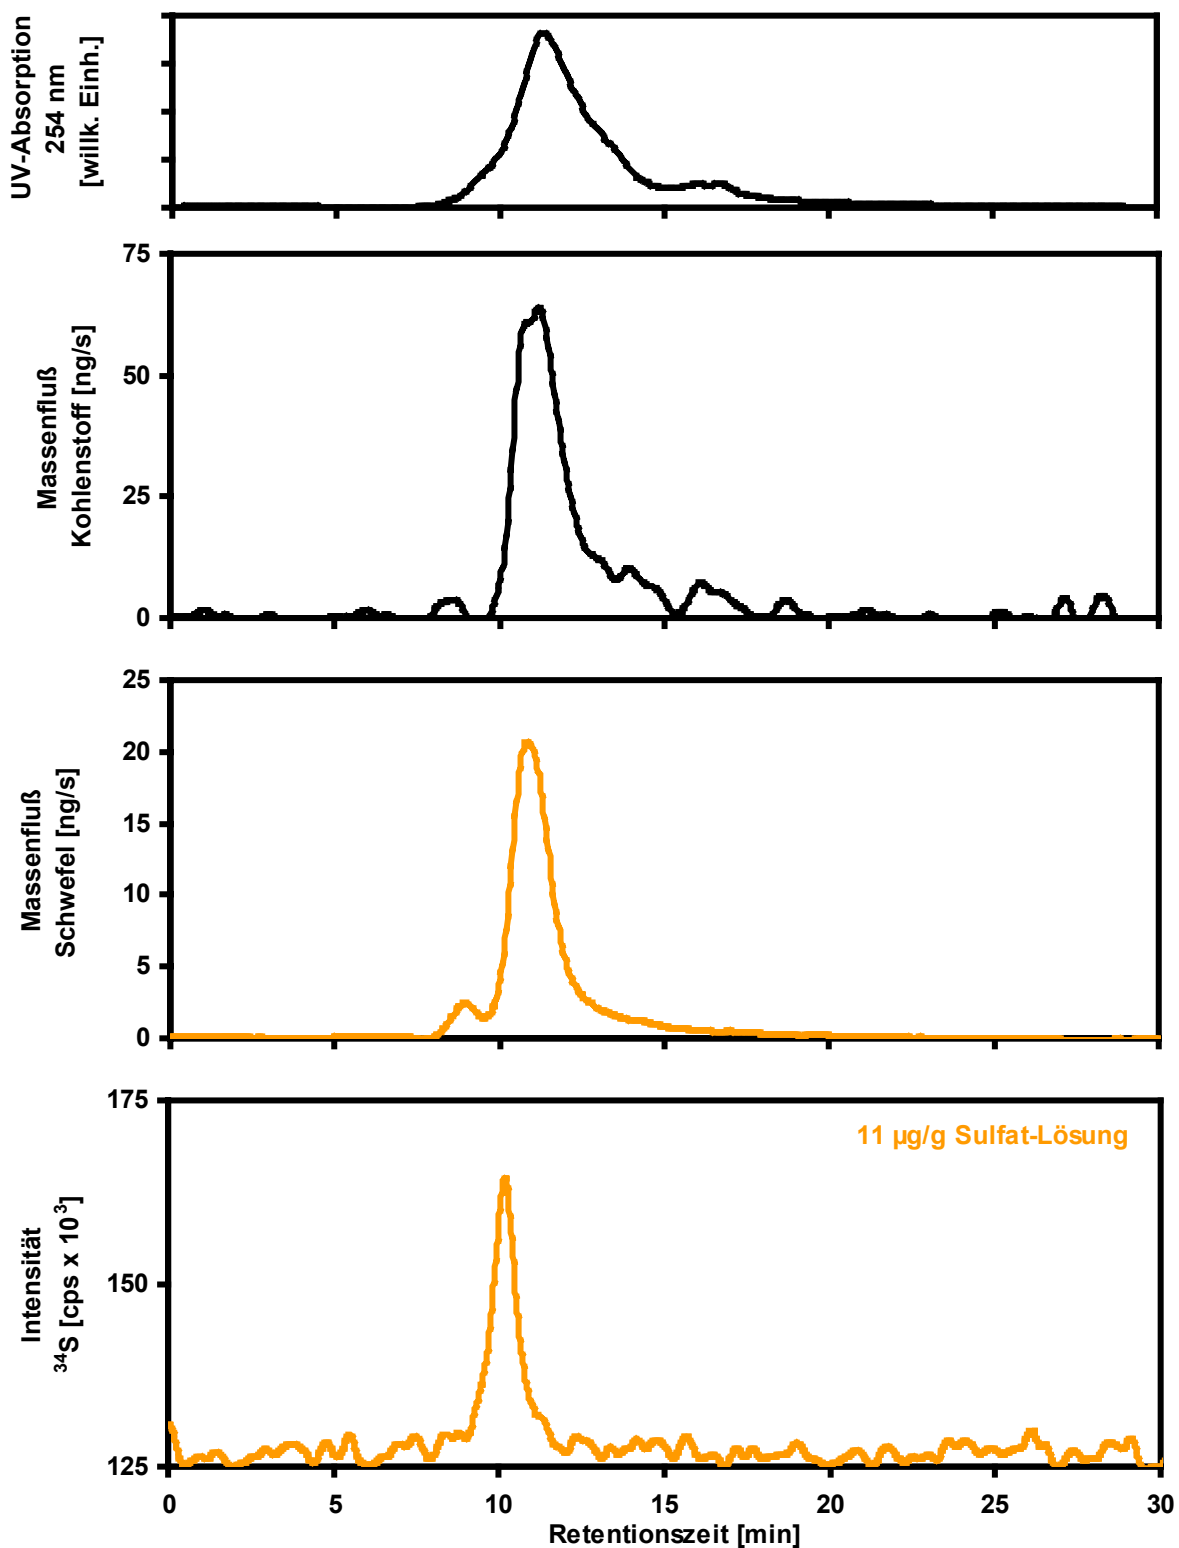 UV-Absorption
254 nm
[willk. Einh.]
75
50
25
0
Massenfluß
Kohlenstoff [ng/s]
25
20
15
10
5
0
Massenfluß
Schwefel [ng/s]
175
150
125
Intensität
³⁴S [cps x 10³]
11 µg/g Sulfat-Lösung
0 5 10 15 20 25 30
Retentionszeit [min]